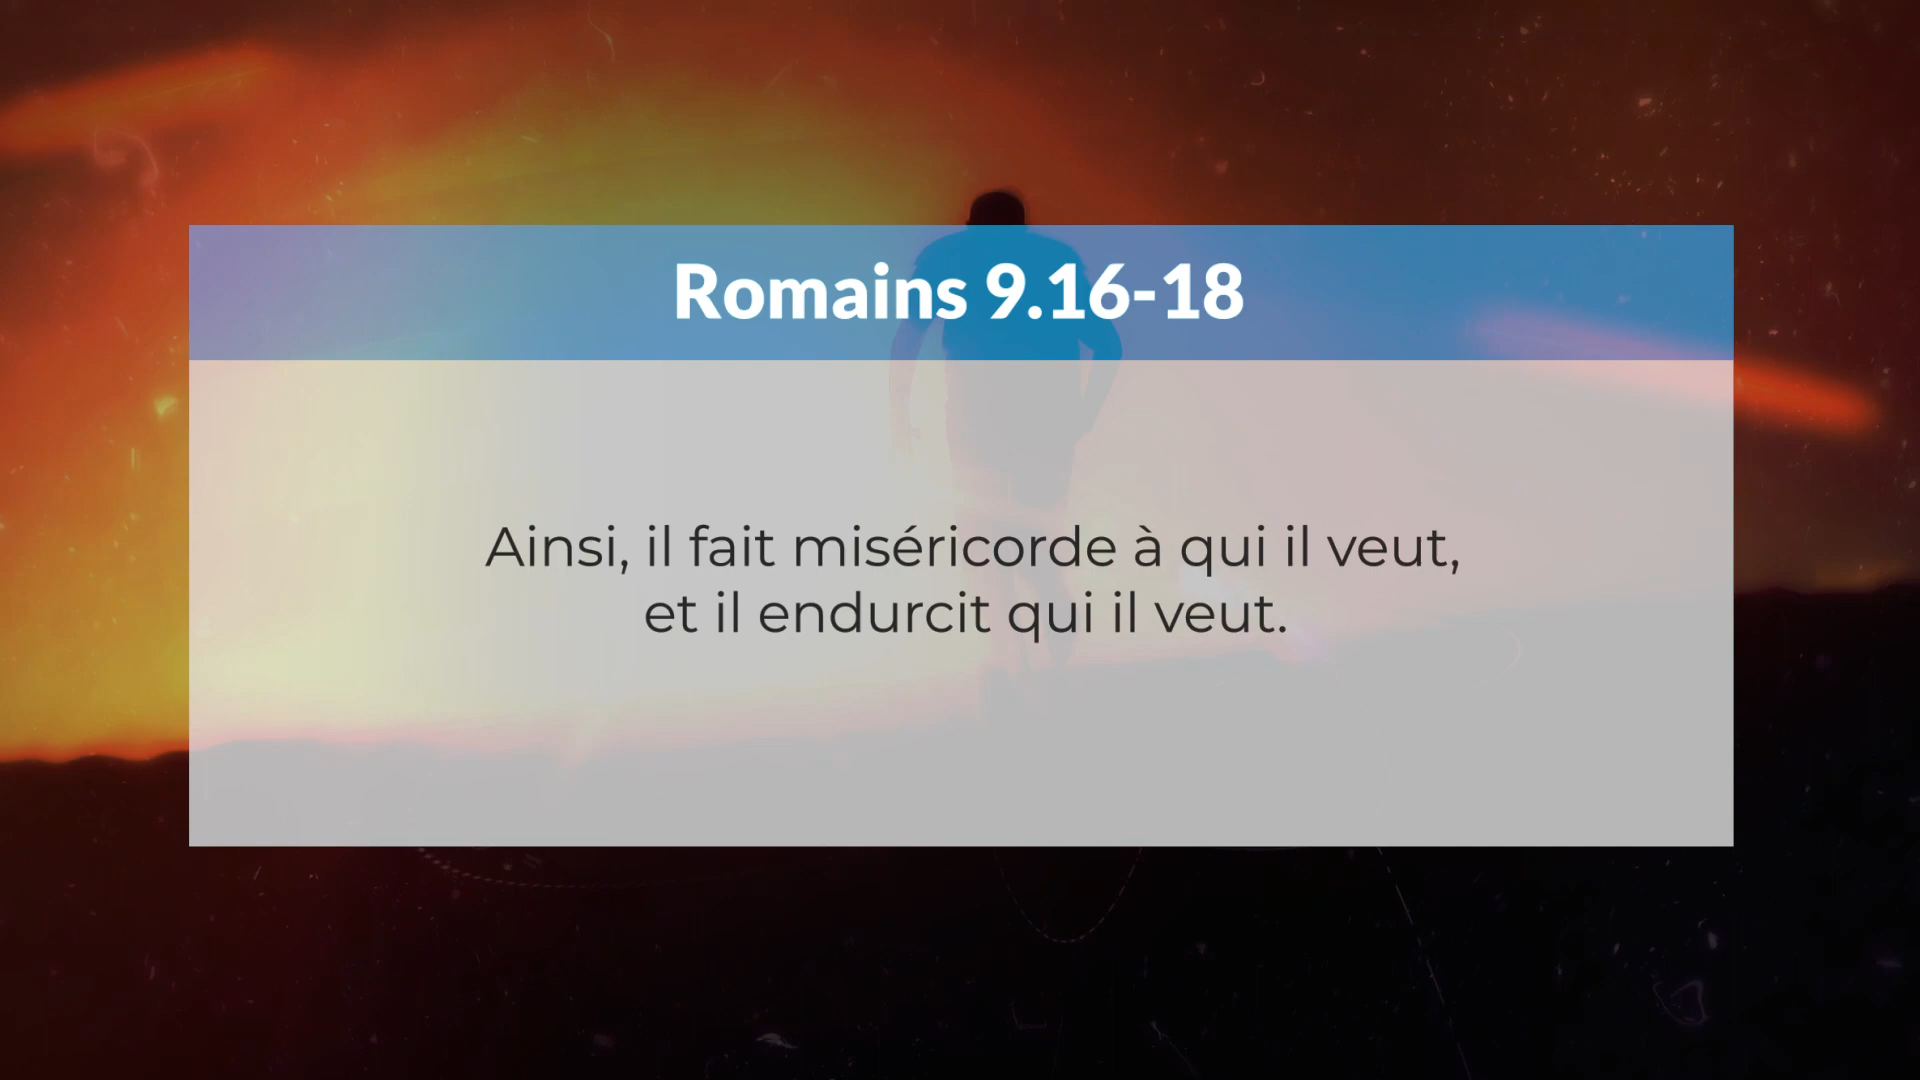 Romains 9.16-18
Ainsi, il fait miséricorde à qui il veut,
et il endurcit qui il veut.